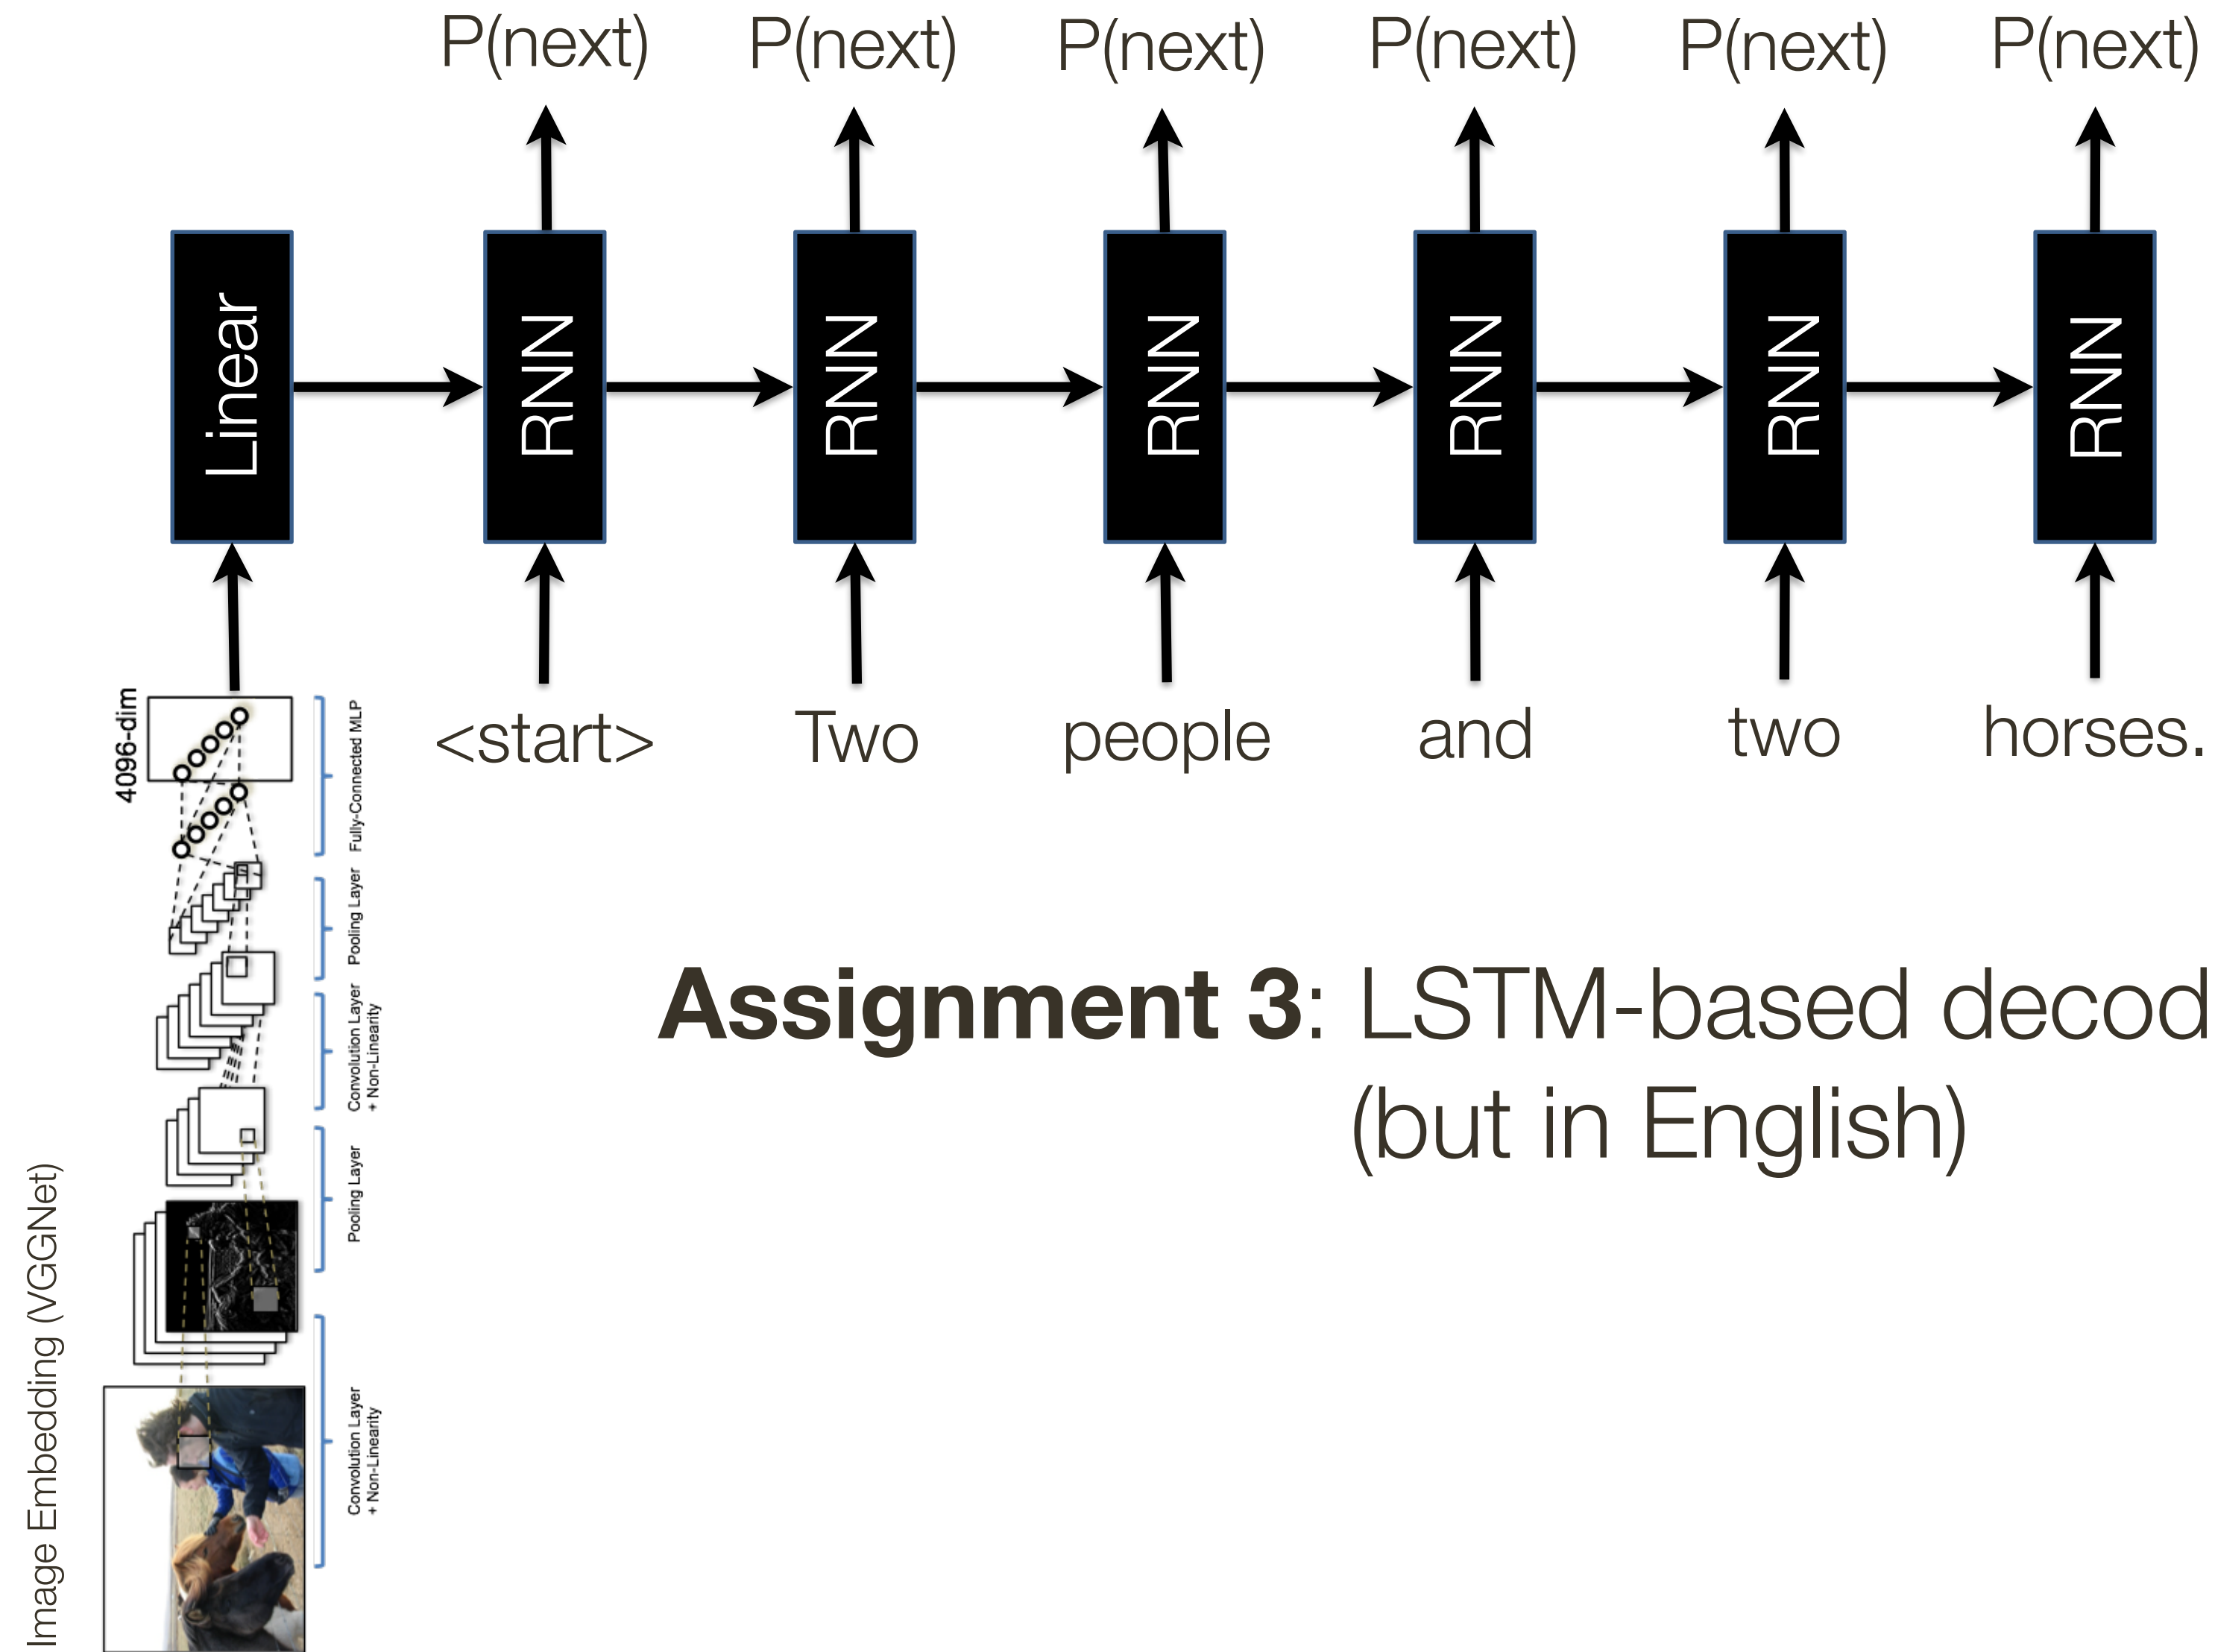 P(next) P(next) P(next) P(next) P(next) P(next)
Linear RNN RNN RNN RNN RNN RNN
<start> Two people and two horses.
4096-dim
Fully-Connected MLP
Pooling Layer
Convolution Layer
+ Non-Linearity
Pooling Layer
Convolution Layer
+ Non-Linearity
Image Embedding (VGGNet)
Assignment 3: LSTM-based decod
(but in English)